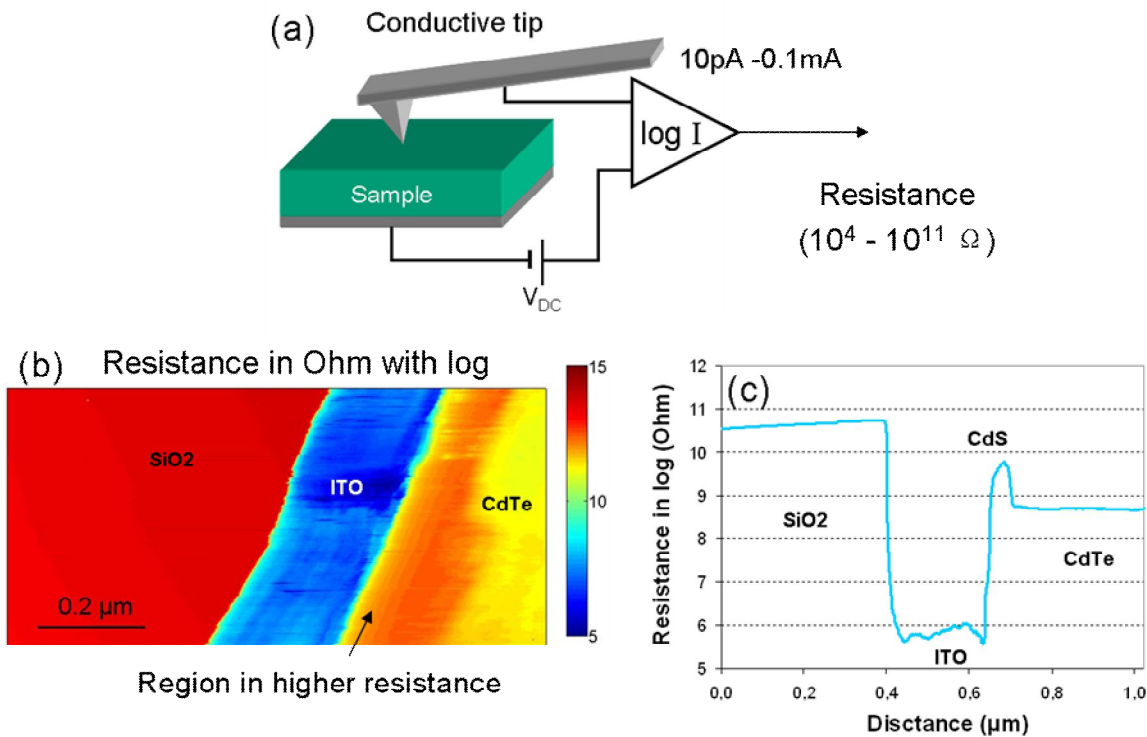 (a)
Conductive tip
10pA -0.1mA
log I
Sample
Resistance
(10⁴ - 10¹¹ Ω)
V_DC
(b) Resistance in Ohm with log
SiO2
ITO
CdTe
0.2 µm
15
10
5
Region in higher resistance
(c)
Resistance in log (Ohm)
12
11
10
9
8
7
6
5
CdS
SiO2
CdTe
ITO
0,0 0,2 0,4 0,6 0,8 1,0
Disctance (µm)